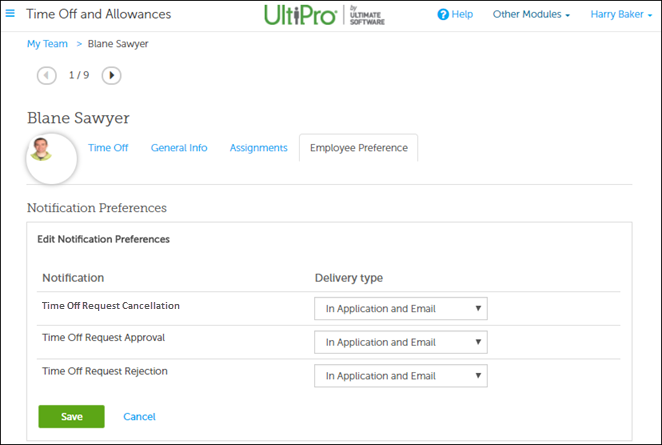 Time Off and Allowances
UltiPro® by ULTIMATE SOFTWARE
? Help
Other Modules
Harry Baker
My Team > Blane Sawyer
1 / 9
Blane Sawyer
Time Off
General Info
Assignments
Employee Preference
Notification Preferences
Edit Notification Preferences
Notification Delivery type
Time Off Request Cancellation In Application and Email
Time Off Request Approval In Application and Email
Time Off Request Rejection In Application and Email
Save Cancel